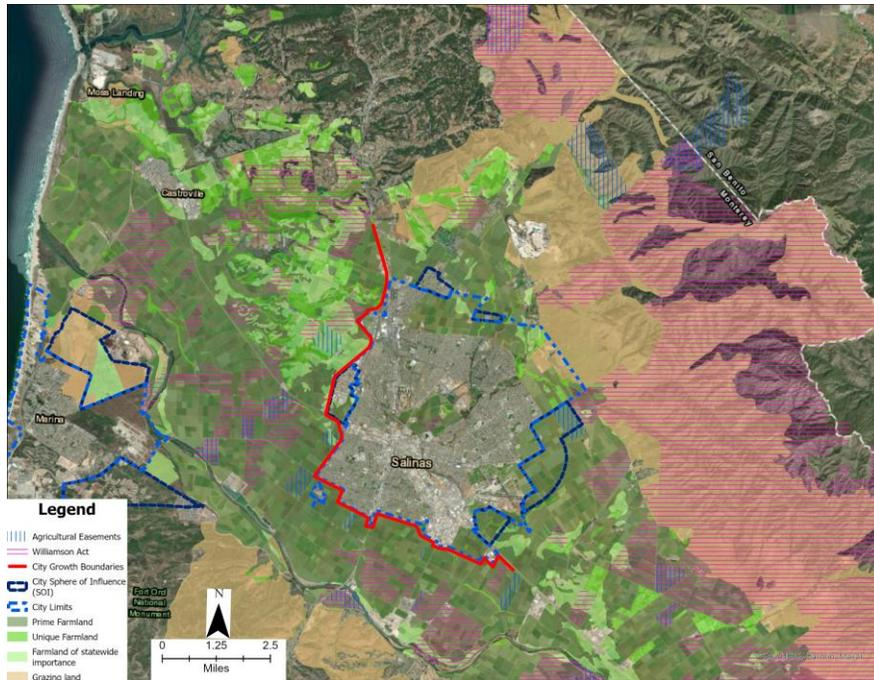 Moss Landing
Castroville
San Benito
Monterey
Marina
Salinas
Fort Ord
National
Monument
Legend
Agricultural Easements
Williamson Act
City Growth Boundaries
City Sphere of Influence
(SOI)
City Limits
Prime Farmland
Unique Farmland
Farmland of statewide
importance
Grazing land
N
0 1.25 2.5
Miles